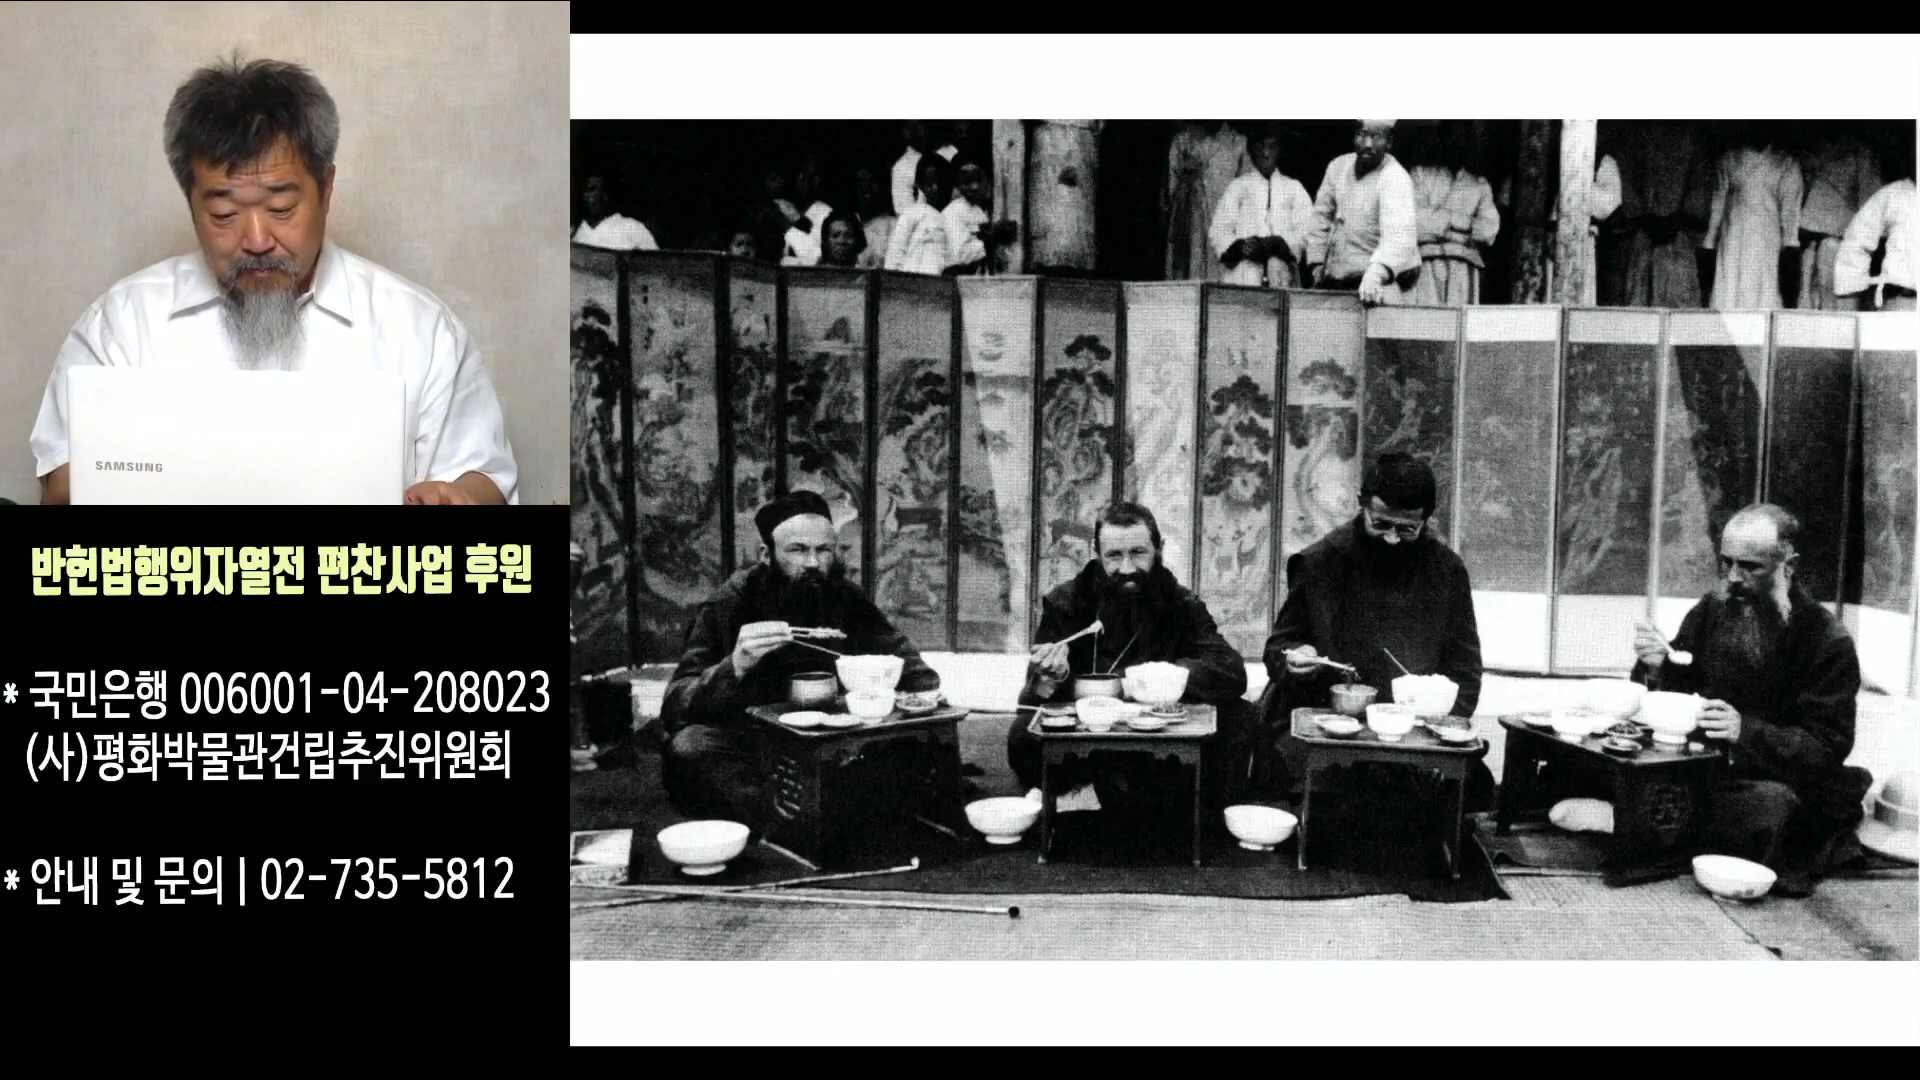 SAMSUNG
반헌법행위자열전 편찬사업 후원
* 국민은행 006001-04-208023
(사)평화박물관건립추진위원회
* 안내 및 문의 | 02-735-5812